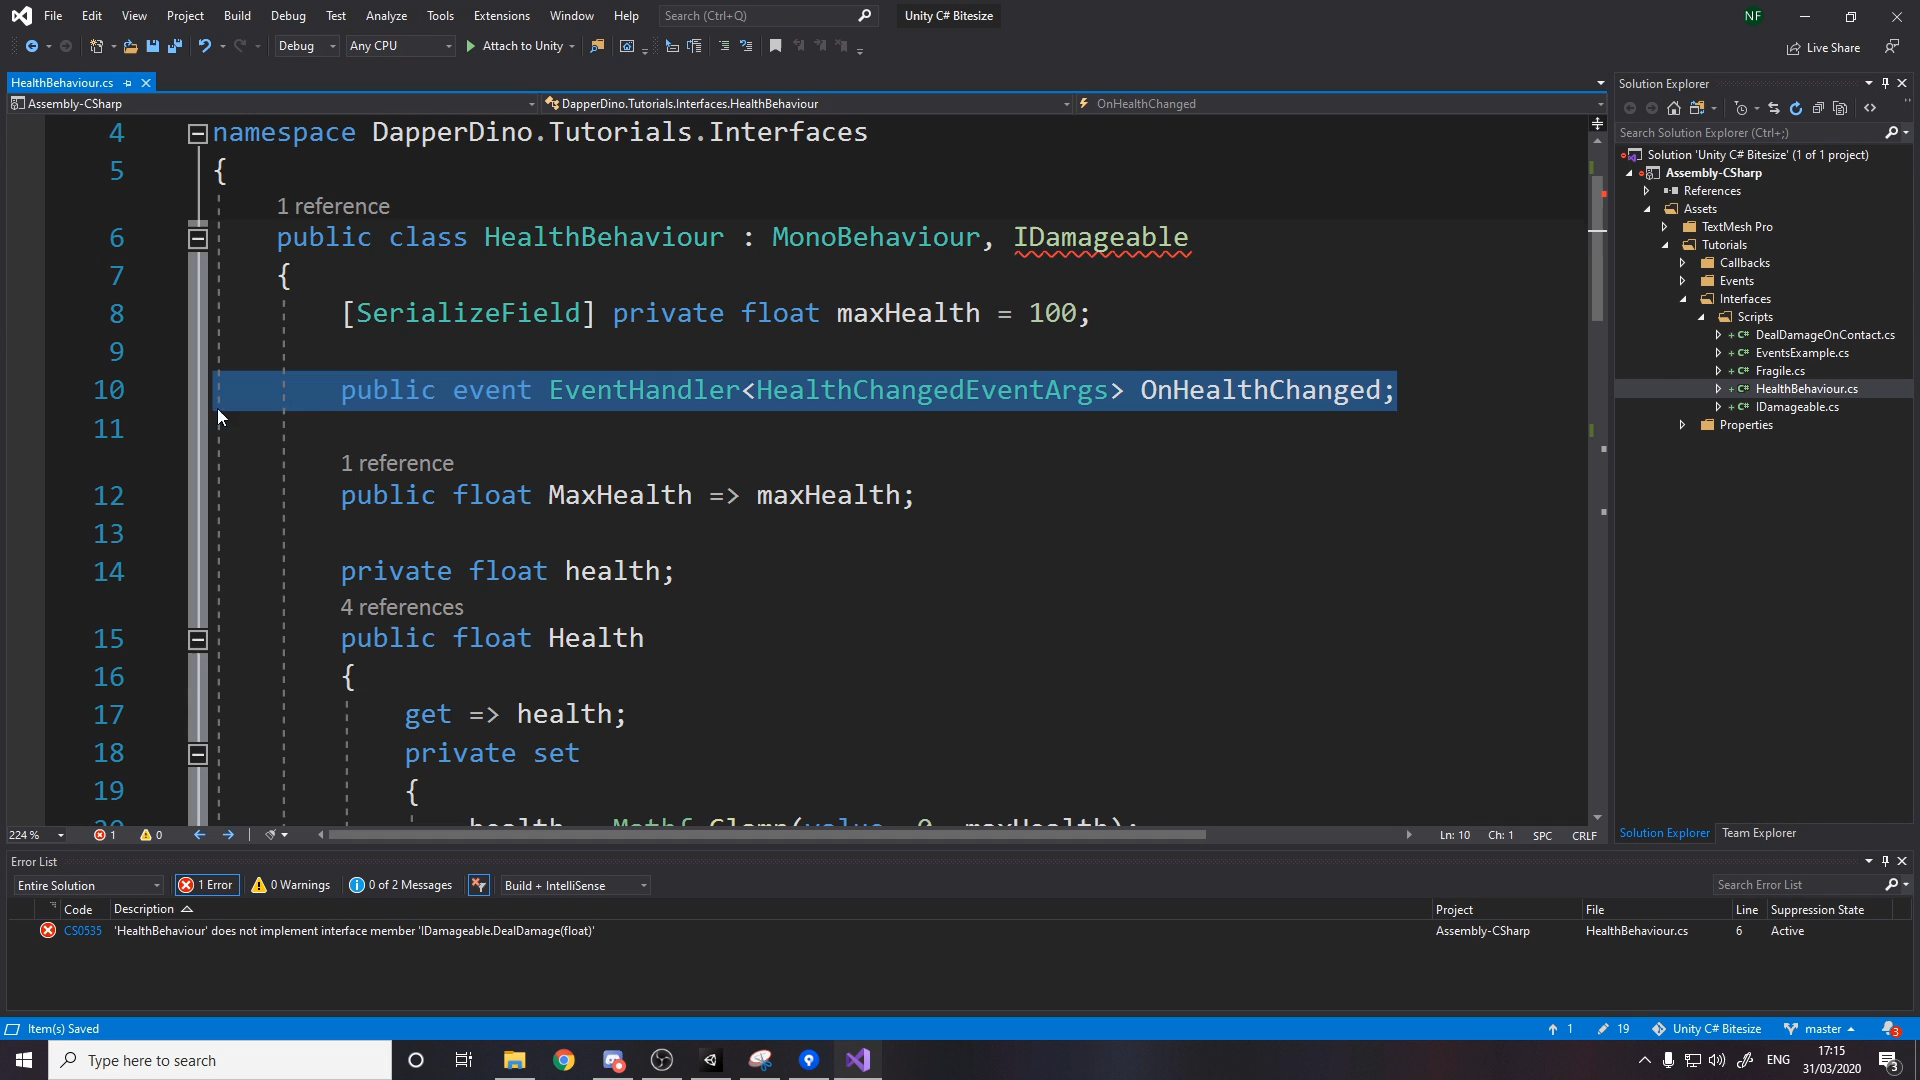 File Edit View Project Build Debug Test Analyze Tools Extensions Window Help Search (Ctrl+Q) Unity C# Bitesize NF
Debug Any CPU Attach to Unity Live Share
HealthBehaviour.cs
Assembly-CSharp DapperDino.Tutorials.Interfaces.HealthBehaviour OnHealthChanged
4 namespace DapperDino.Tutorials.Interfaces
5 {
1 reference
6 public class HealthBehaviour : MonoBehaviour, IDamageable
7 {
8 [SerializeField] private float maxHealth = 100;
9
10 public event EventHandler<HealthChangedEventArgs> OnHealthChanged;
11
1 reference
12 public float MaxHealth => maxHealth;
13
14 private float health;
4 references
15 public float Health
16 {
17 get => health;
18 private set
19 {
20 health = Mathf.Clamp(value, 0, maxHealth);
224 % 1 0 Ln: 10 Ch: 1 SPC CRLF
Solution Explorer
Search Solution Explorer (Ctrl+;)
Solution 'Unity C# Bitesize' (1 of 1 project)
Assembly-CSharp
References
Assets
TextMesh Pro
Tutorials
Callbacks
Events
Interfaces
Scripts
+ C# DealDamageOnContact.cs
+ C# EventsExample.cs
+ C# Fragile.cs
+ C# HealthBehaviour.cs
+ C# IDamageable.cs
Properties
Solution Explorer Team Explorer
Error List
Entire Solution 1 Error 0 Warnings 0 of 2 Messages Build + IntelliSense Search Error List
Code Description Project File Line Suppression State
CS0535 'HealthBehaviour' does not implement interface member 'IDamageable.DealDamage(float)' Assembly-CSharp HealthBehaviour.cs 6 Active
Item(s) Saved 1 19 Unity C# Bitesize master 3
Type here to search ENG 17:15 3
31/03/2020